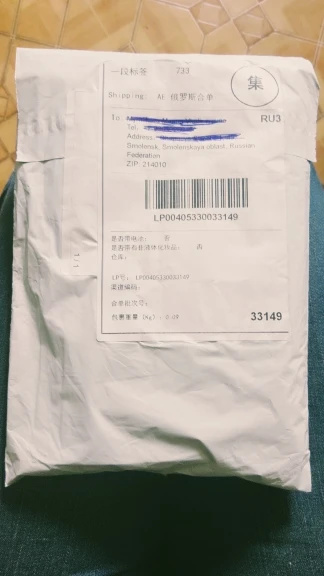 一段标签 733
集
Shipping: AE 俄罗斯合单
To:
RU3
Tel.
Address:
Smolensk, Smolenskaya oblast, Russian
Federation
ZIP: 214010
LP00405330033149
是否带电池: 否
是否带有非液体化妆品: 否
仓库:
LP号: LP00405330033149
渠道编码:
合单批次号:
包裹重量 (Kg) :
33149
1/1